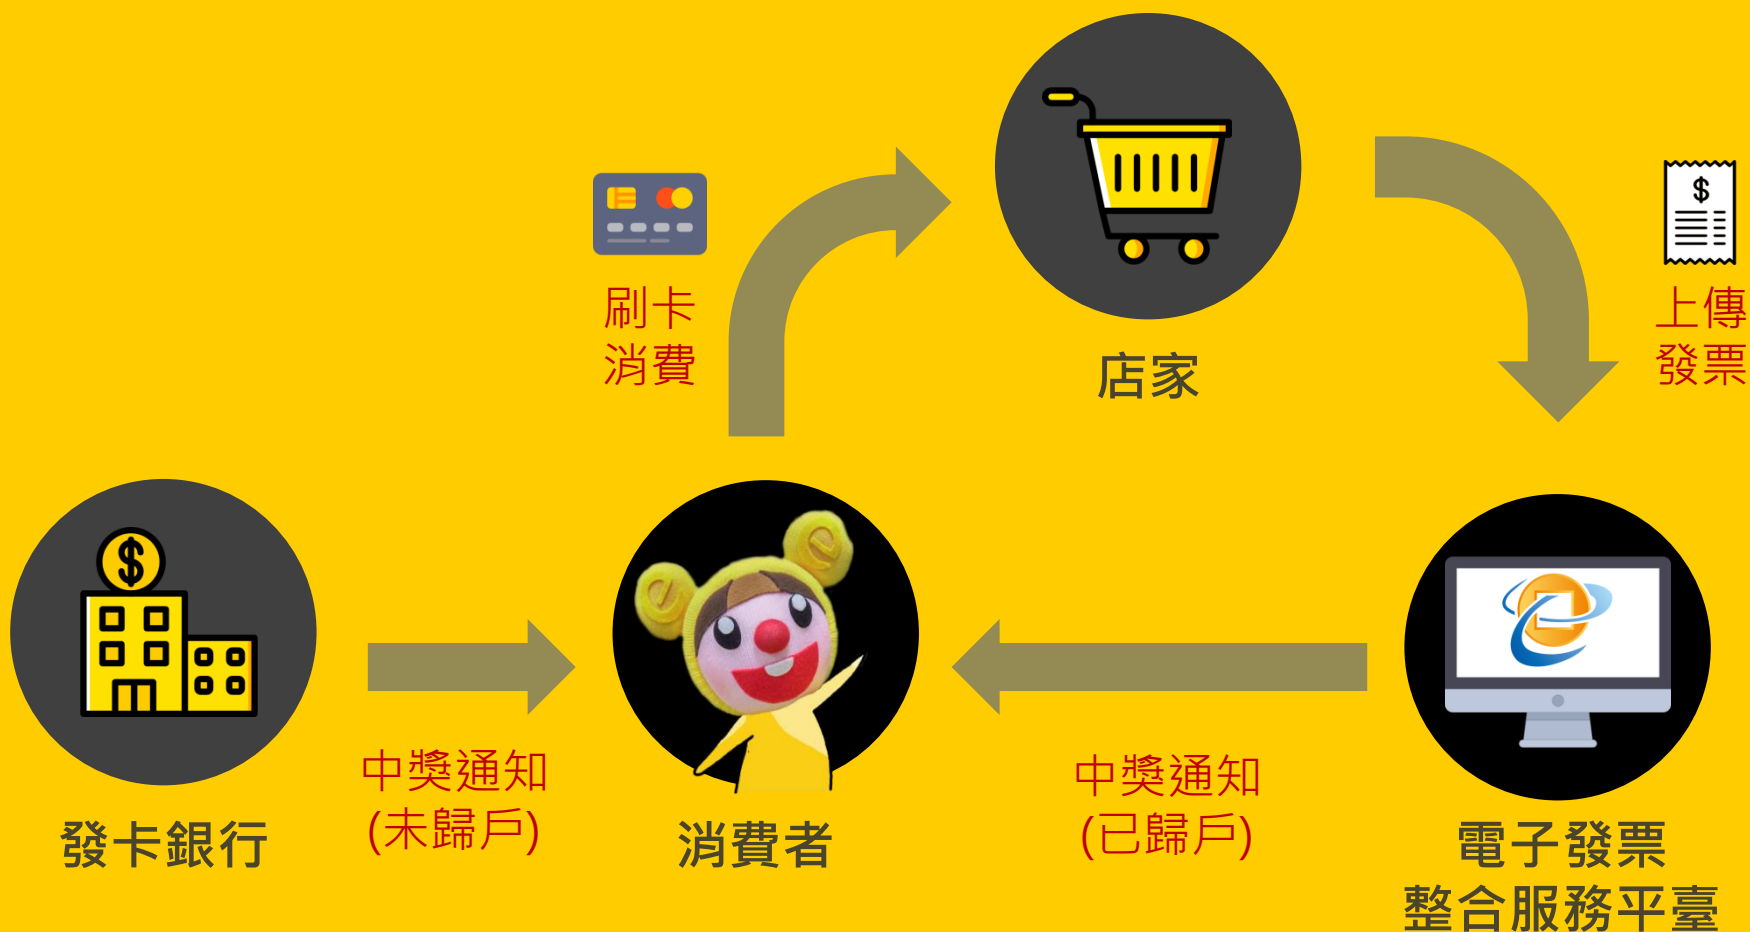 刷卡
消費
店家
$
上傳
發票
$
發卡銀行
中獎通知
(未歸戶)
e
e
消費者
中獎通知
(已歸戶)
電子發票
整合服務平臺